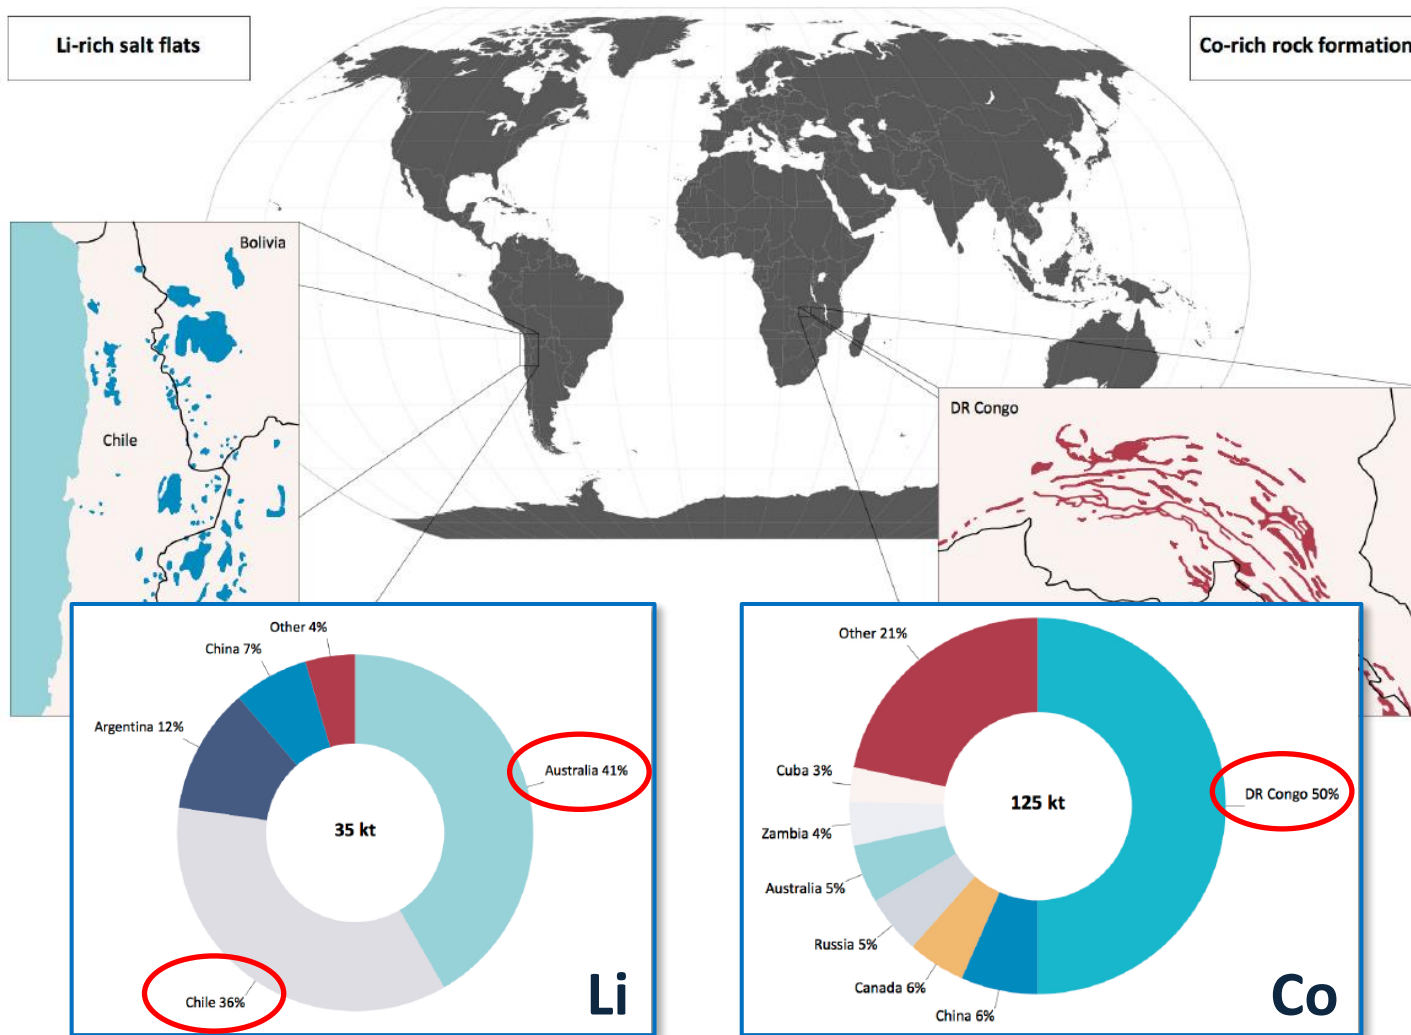 Li-rich salt flats
Co-rich rock formation
Bolivia
Chile
DR Congo
Other 4%
China 7%
Argentina 12%
Australia 41%
35 kt
Chile 36%
Li
Other 21%
Cuba 3%
Zambia 4%
Australia 5%
Russia 5%
Canada 6%
China 6%
DR Congo 50%
125 kt
Co